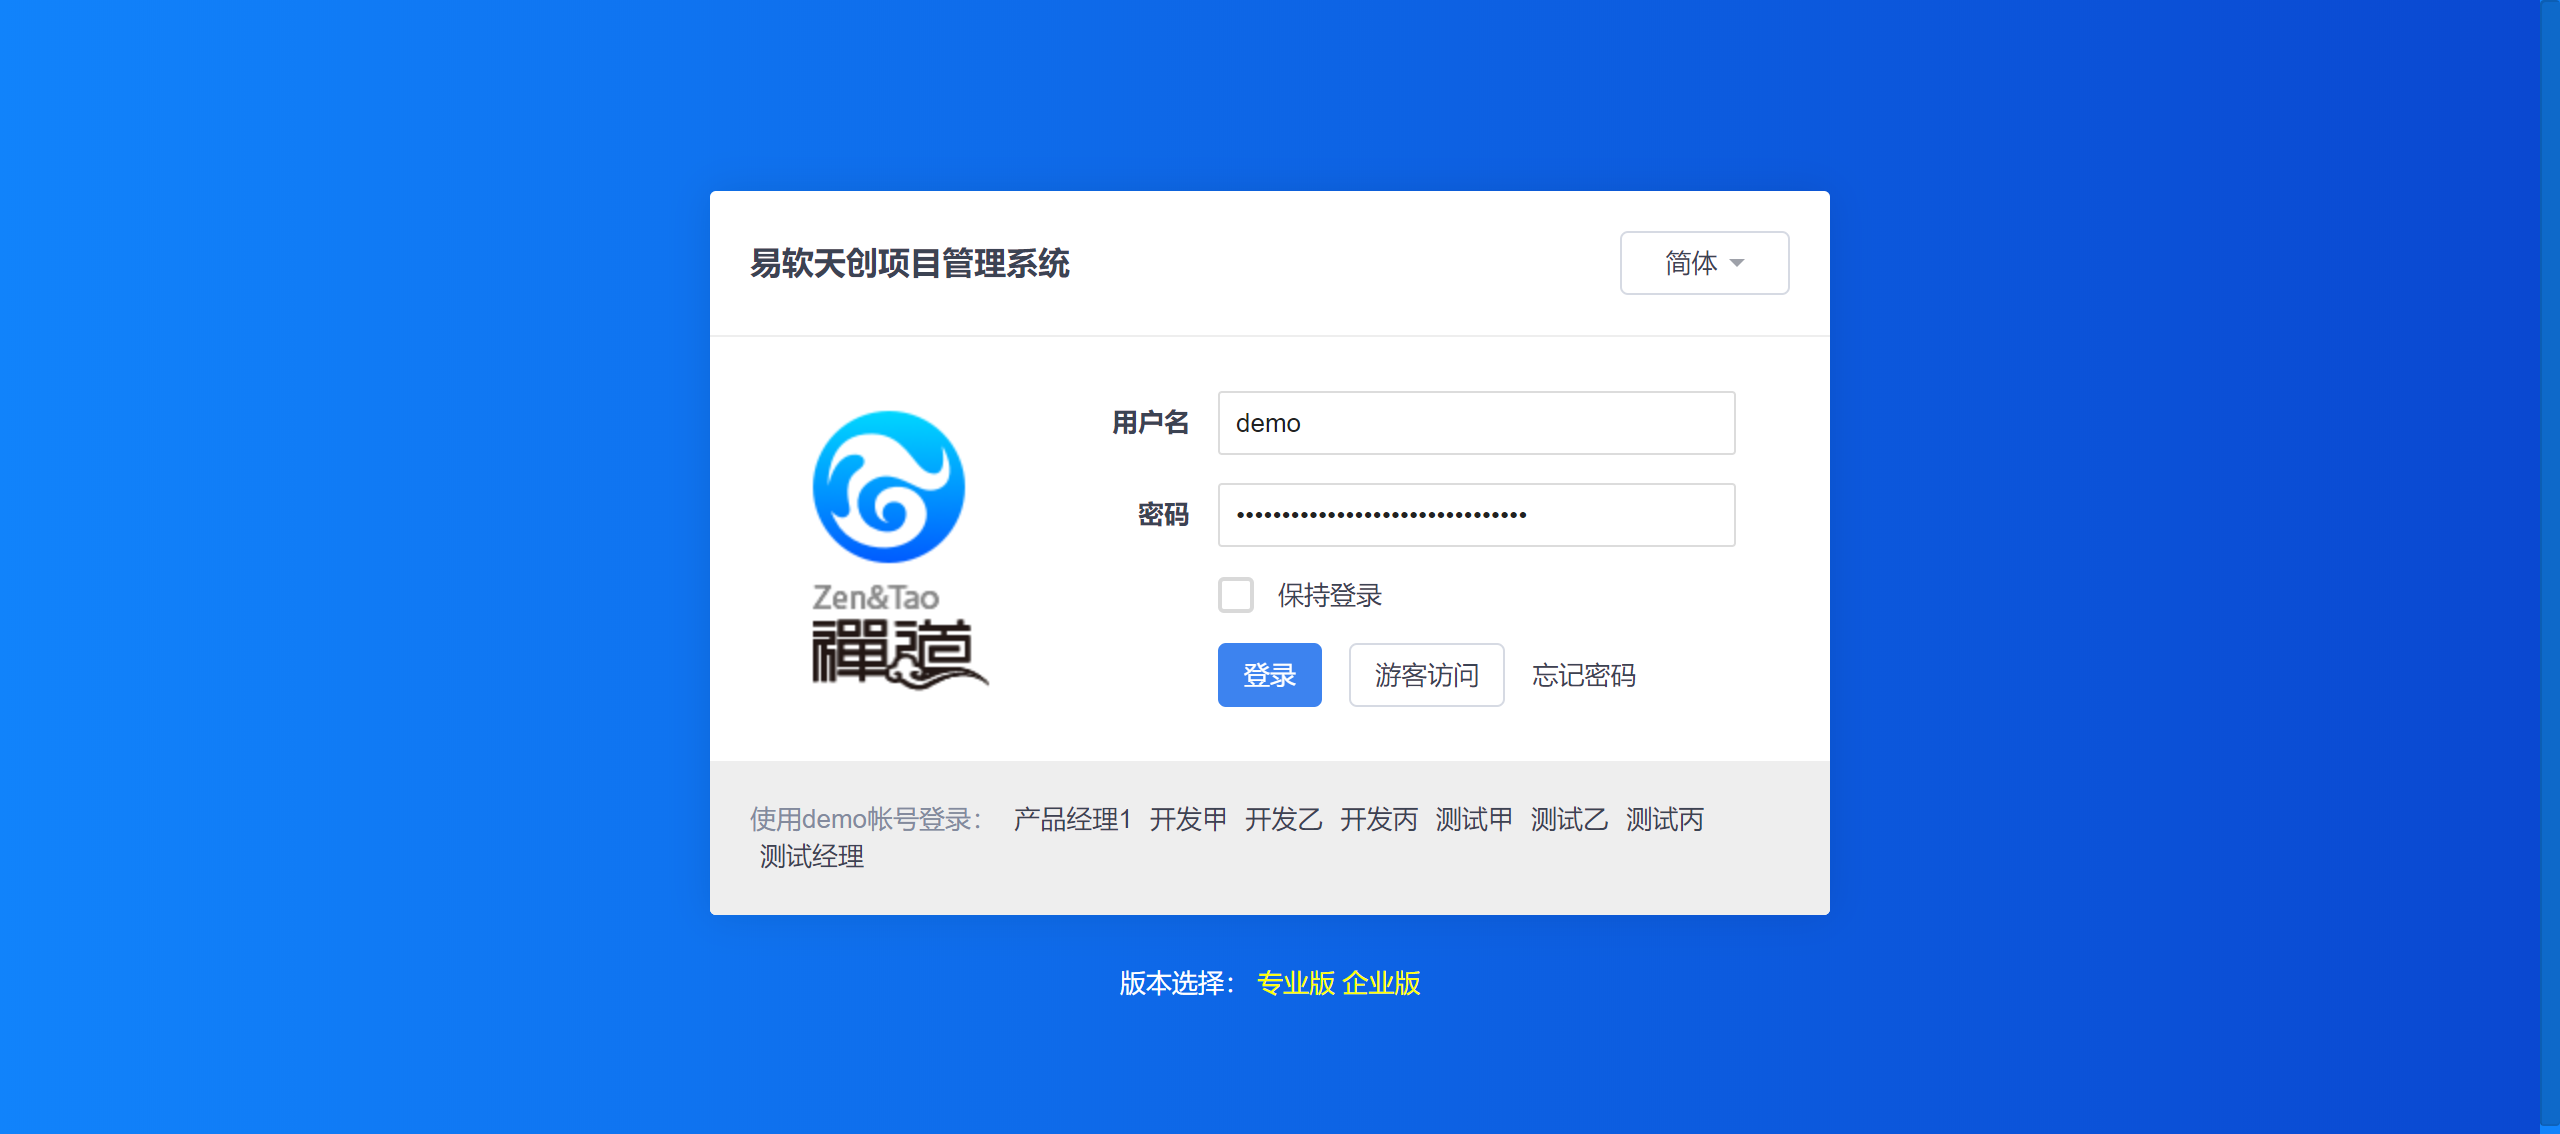 易软天创项目管理系统 简体
Zen&Tao
禪道
用户名 demo
密码 ••••••••••••••••••••••••••••••••
保持登录
登录 游客访问 忘记密码
使用demo帐号登录： 产品经理1 开发甲 开发乙 开发丙 测试甲 测试乙 测试丙
测试经理
版本选择： 专业版 企业版